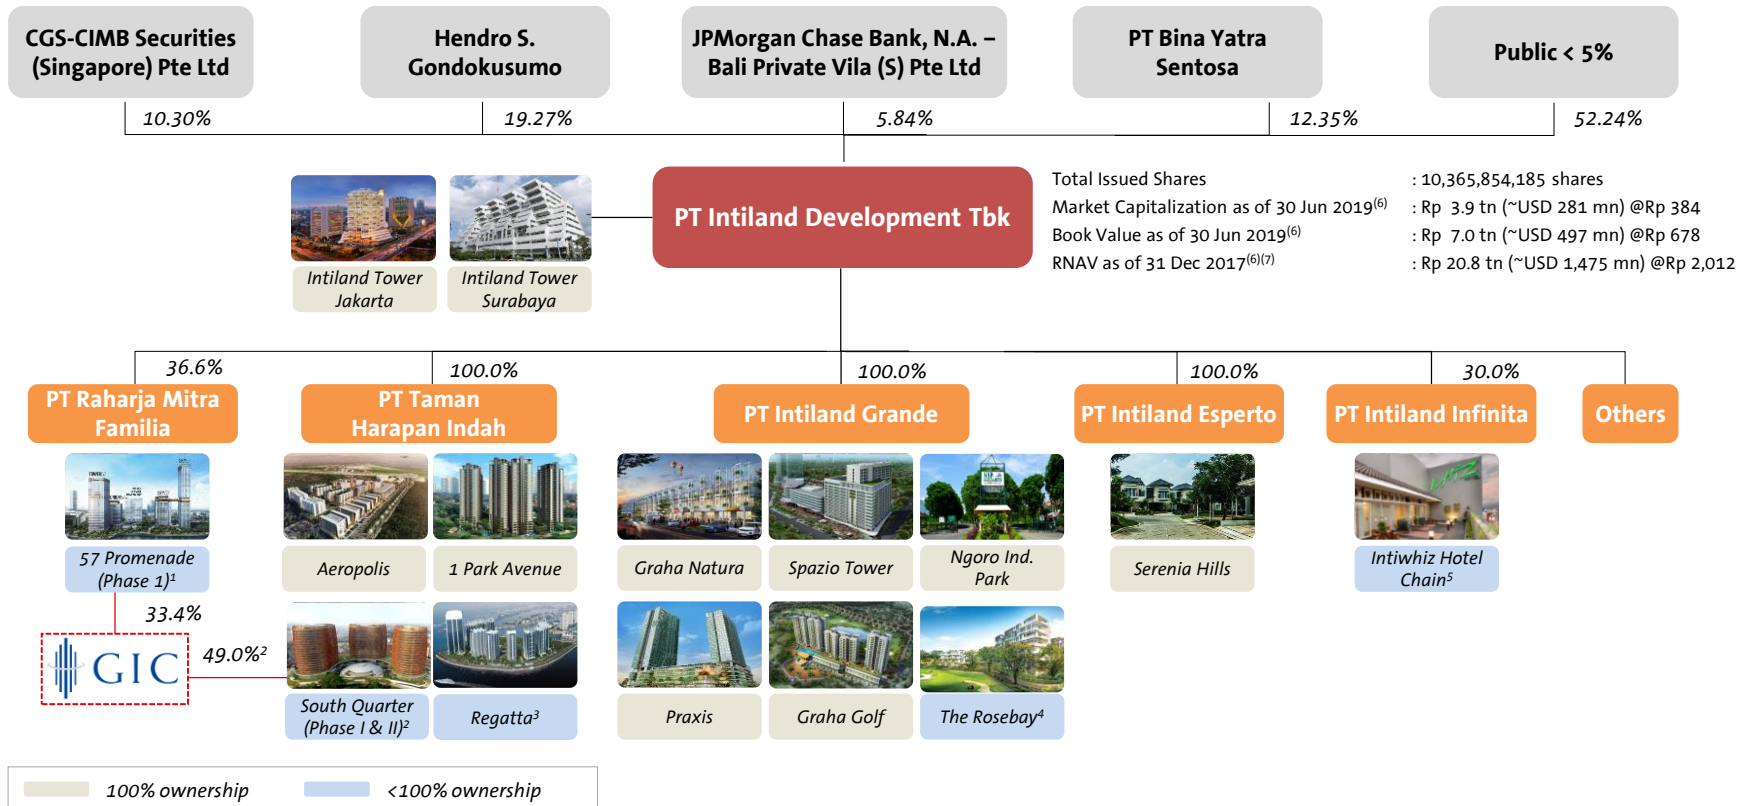 CGS-CIMB Securities
(Singapore) Pte Ltd
Hendro S.
Gondokusumo
JPMorgan Chase Bank, N.A. –
Bali Private Vila (S) Pte Ltd
PT Bina Yatra
Sentosa
Public < 5%
10.30%
19.27%
5.84%
12.35%
52.24%
Intiland Tower
Jakarta
Intiland Tower
Surabaya
PT Intiland Development Tbk
Total Issued Shares : 10,365,854,185 shares
Market Capitalization as of 30 Jun 2019(6) : Rp 3.9 tn (~USD 281 mn) @Rp 384
Book Value as of 30 Jun 2019(6) : Rp 7.0 tn (~USD 497 mn) @Rp 678
RNAV as of 31 Dec 2017(6)(7) : Rp 20.8 tn (~USD 1,475 mn) @Rp 2,012
36.6%
100.0%
100.0%
100.0%
30.0%
PT Raharja Mitra
Familia
PT Taman
Harapan Indah
PT Intiland Grande
PT Intiland Esperto
PT Intiland Infinita
Others
57 Promenade
(Phase 1)1
Aeropolis
1 Park Avenue
Graha Natura
Spazio Tower
Ngoro Ind.
Park
Serenia Hills
Intiwhiz Hotel
Chain5
33.4%
GIC
49.0%2
South Quarter
(Phase I & II)2
Regatta3
Praxis
Graha Golf
The Rosebay4
100% ownership
<100% ownership